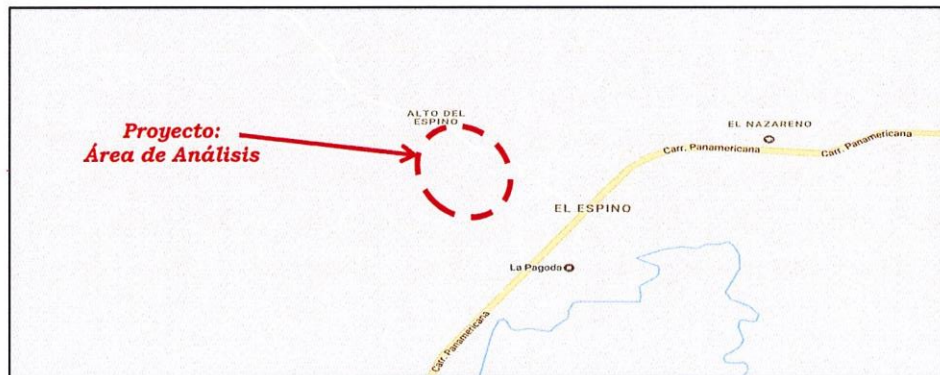 ALTO DEL
ESPINO
Proyecto:
Área de Análisis
EL NAZARENO
Carr. Panamericana
Carr. Panamericana
EL ESPINO
La Pagoda
Carr. Panamericana